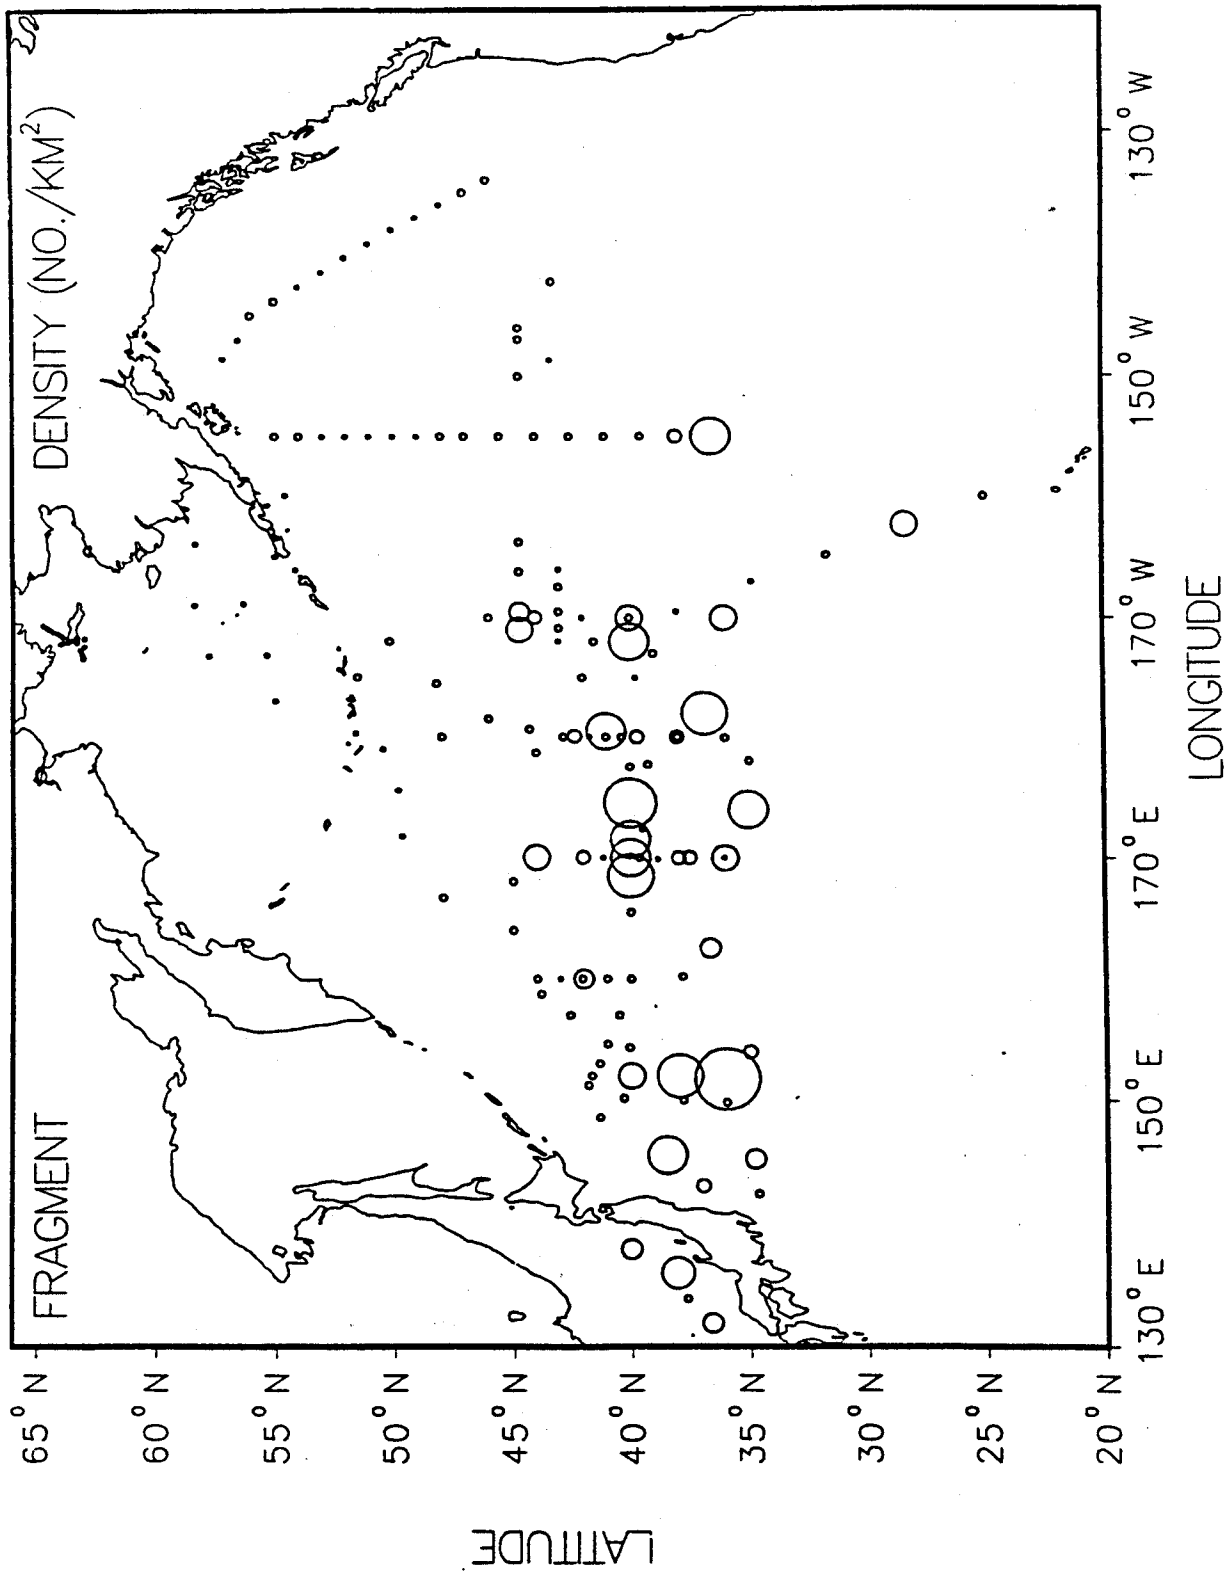 FRAGMENT DENSITY (NO./KM²)
65° N
60° N
55° N
50° N
45° N
40° N
35° N
30° N
25° N
20° N
LATITUDE
130° E
150° E
170° E
170° W
150° W
130° W
LONGITUDE